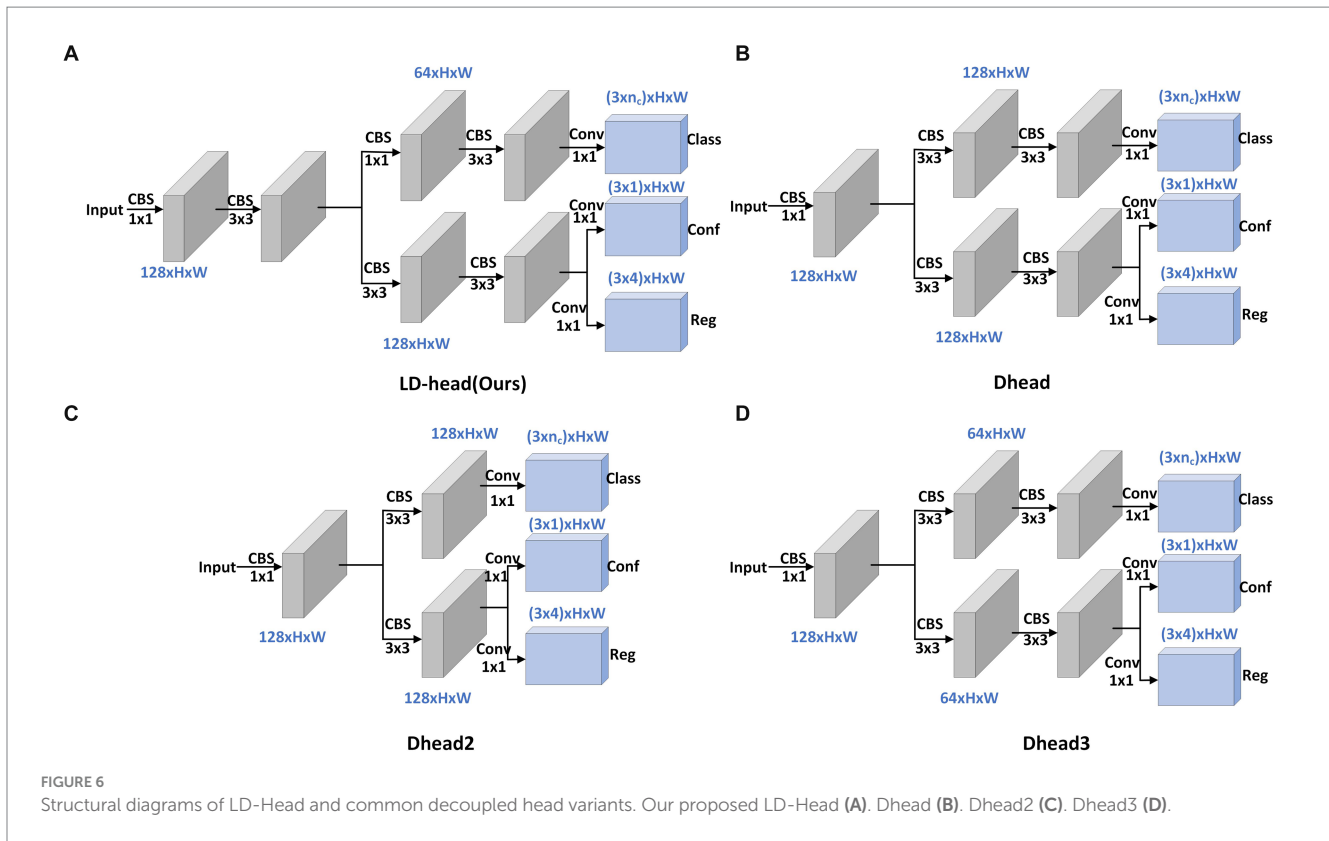 A
64xHxW
(3xn_c)xHxW
CBS
1x1
CBS
3x3
Conv
1x1
Class
Input
CBS
1x1
CBS
3x3
128xHxW
(3x1)xHxW
Conv
1x1
Conf
CBS
3x3
CBS
3x3
(3x4)xHxW
Conv
1x1
Reg
128xHxW
LD-head(Ours)
B
128xHxW
(3xn_c)xHxW
CBS
3x3
CBS
3x3
Conv
1x1
Class
Input
CBS
1x1
128xHxW
(3x1)xHxW
Conv
1x1
Conf
CBS
3x3
CBS
3x3
(3x4)xHxW
Conv
1x1
Reg
128xHxW
Dhead
C
128xHxW
(3xn_c)xHxW
CBS
3x3
Conv
1x1
Class
Input
CBS
1x1
128xHxW
(3x1)xHxW
Conv
1x1
Conf
CBS
3x3
(3x4)xHxW
Conv
1x1
Reg
128xHxW
Dhead2
D
64xHxW
(3xn_c)xHxW
CBS
3x3
CBS
3x3
Conv
1x1
Class
Input
CBS
1x1
128xHxW
(3x1)xHxW
Conv
1x1
Conf
CBS
3x3
CBS
3x3
(3x4)xHxW
Conv
1x1
Reg
64xHxW
Dhead3
FIGURE 6
Structural diagrams of LD-Head and common decoupled head variants. Our proposed LD-Head (A). Dhead (B). Dhead2 (C). Dhead3 (D).